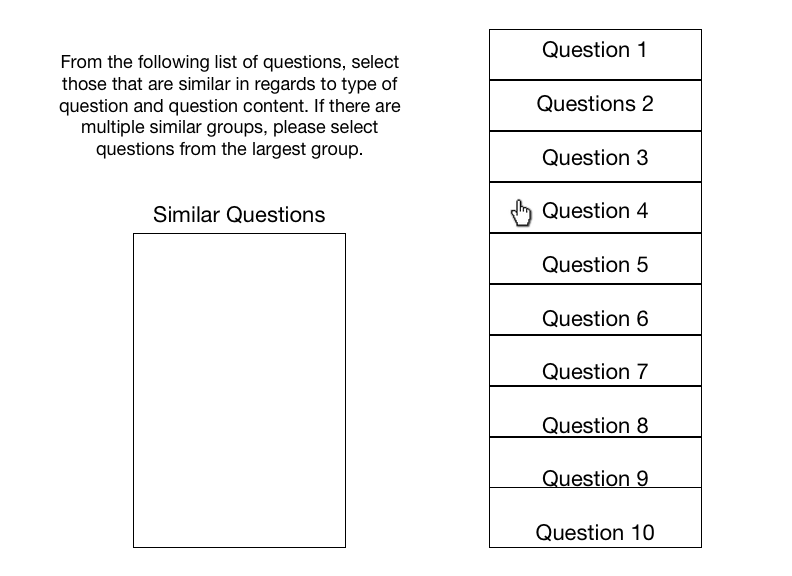 From the following list of questions, select
those that are similar in regards to type of
question and question content. If there are
multiple similar groups, please select
questions from the largest group.
Similar Questions
Question 1
Questions 2
Question 3
Question 4
Question 5
Question 6
Question 7
Question 8
Question 9
Question 10